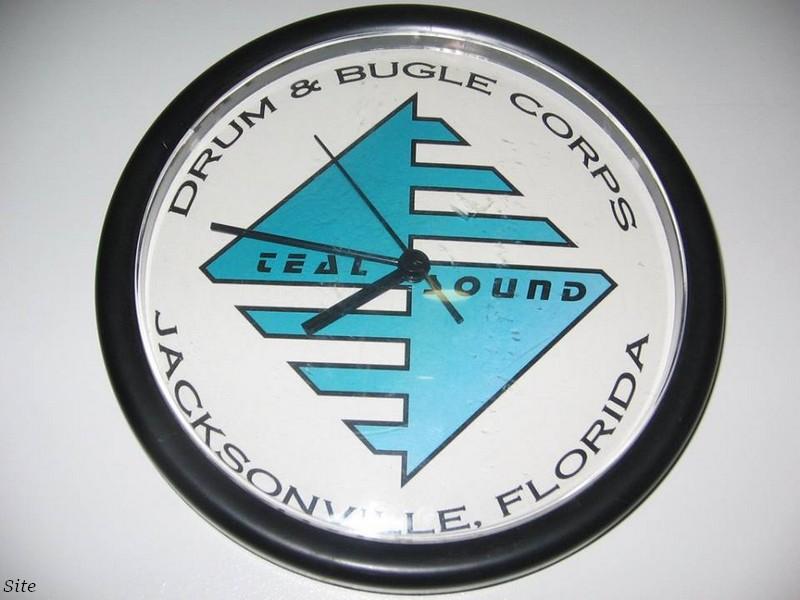 DRUM & BUGLE CORPS
TEAL SOUND
JACKSONVILLE, FLORIDA
Site